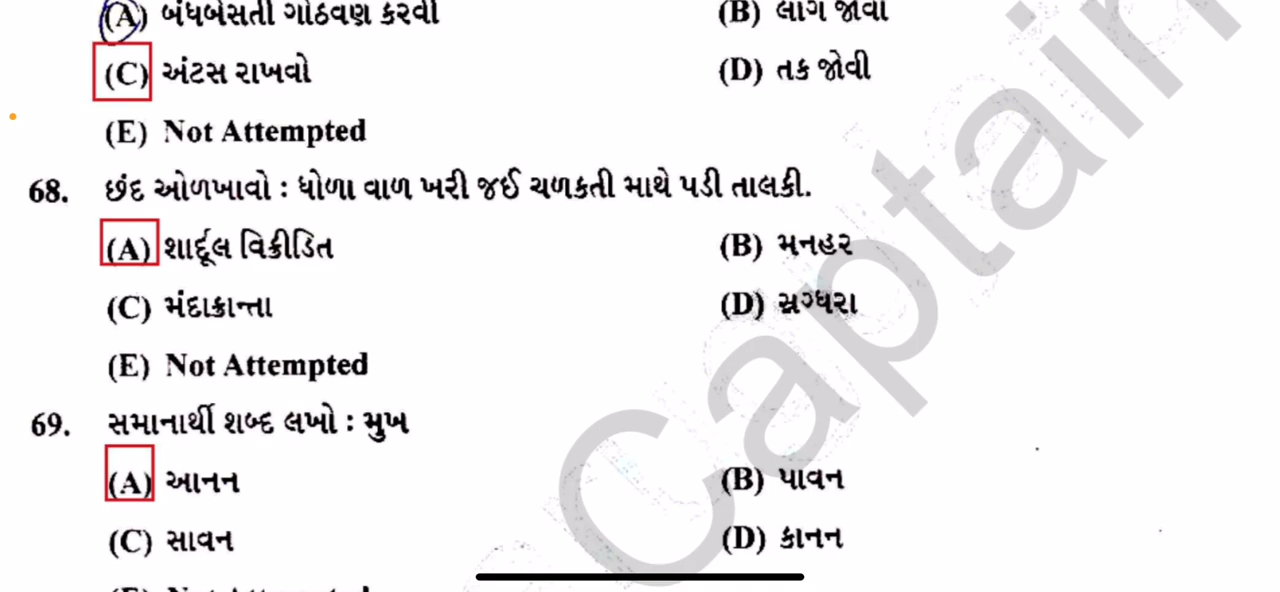 (A) બંધબેસતી ગોઠવણ કરવી (B) લાગ જોવો
(C) અંટસ રાખવો (D) તક જોવી
(E) Not Attempted
68. છંદ ઓળખાવો : ધોળા વાળ ખરી જઈ ચળકતી માથે પડી તાલકી.
(A) શાર્દૂલ વિક્રીડિત (B) મનહર
(C) મંદાક્રાન્તા (D) સ્રગ્ધરા
(E) Not Attempted
69. સમાનાર્થી શબ્દ લખો : મુખ
(A) આનન (B) પાવન
(C) સાવન (D) કાનન
Captain